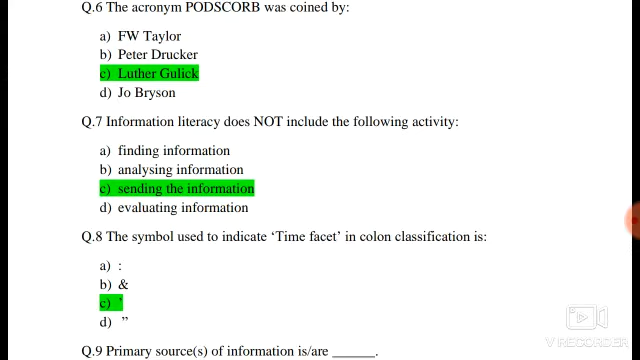 Q.6 The acronym PODSCORB was coined by:
a) FW Taylor
b) Peter Drucker
c) Luther Gulick
d) Jo Bryson
Q.7 Information literacy does NOT include the following activity:
a) finding information
b) analysing information
c) sending the information
d) evaluating information
Q.8 The symbol used to indicate ‘Time facet’ in colon classification is:
a) :
b) &
c) ’
d) ”
Q.9 Primary source(s) of information is/are ______.
V RECORDER